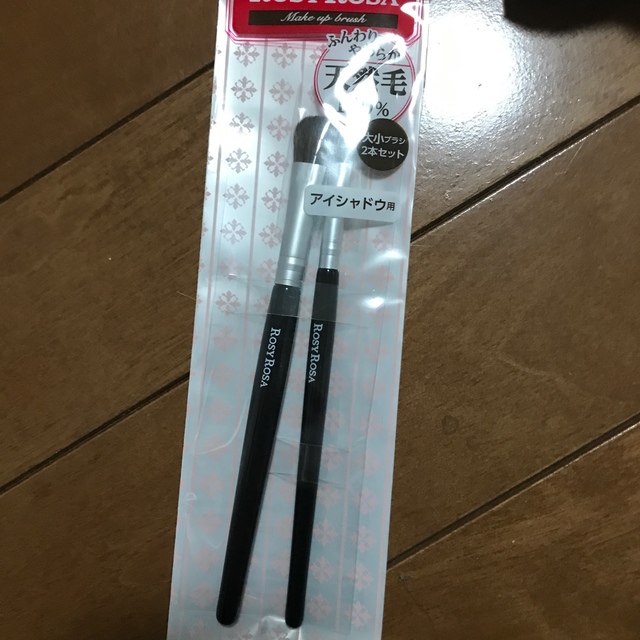 ROSY ROSA
Make up brush
ふんわり
天然毛
大小ブラシ
2本セット
アイシャドウ用
ROSY ROSA
ROSY ROSA